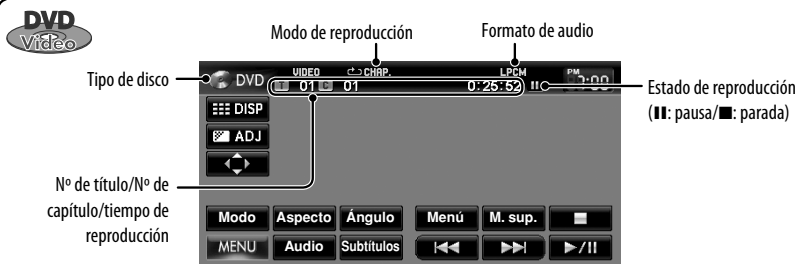 DVD
Video
Modo de reproducción
Formato de audio
Tipo de disco
DVD
VIDEO
CHAP.
LPCM
PM
7:00
T 01 C 01 0:25:52
Estado de reproducción
(▮▮: pausa/■: parada)
DISP
ADJ
Nº de título/Nº de
capítulo/tiempo de
reproducción
Modo Aspecto Ángulo Menú M. sup.
MENU Audio Subtítulos